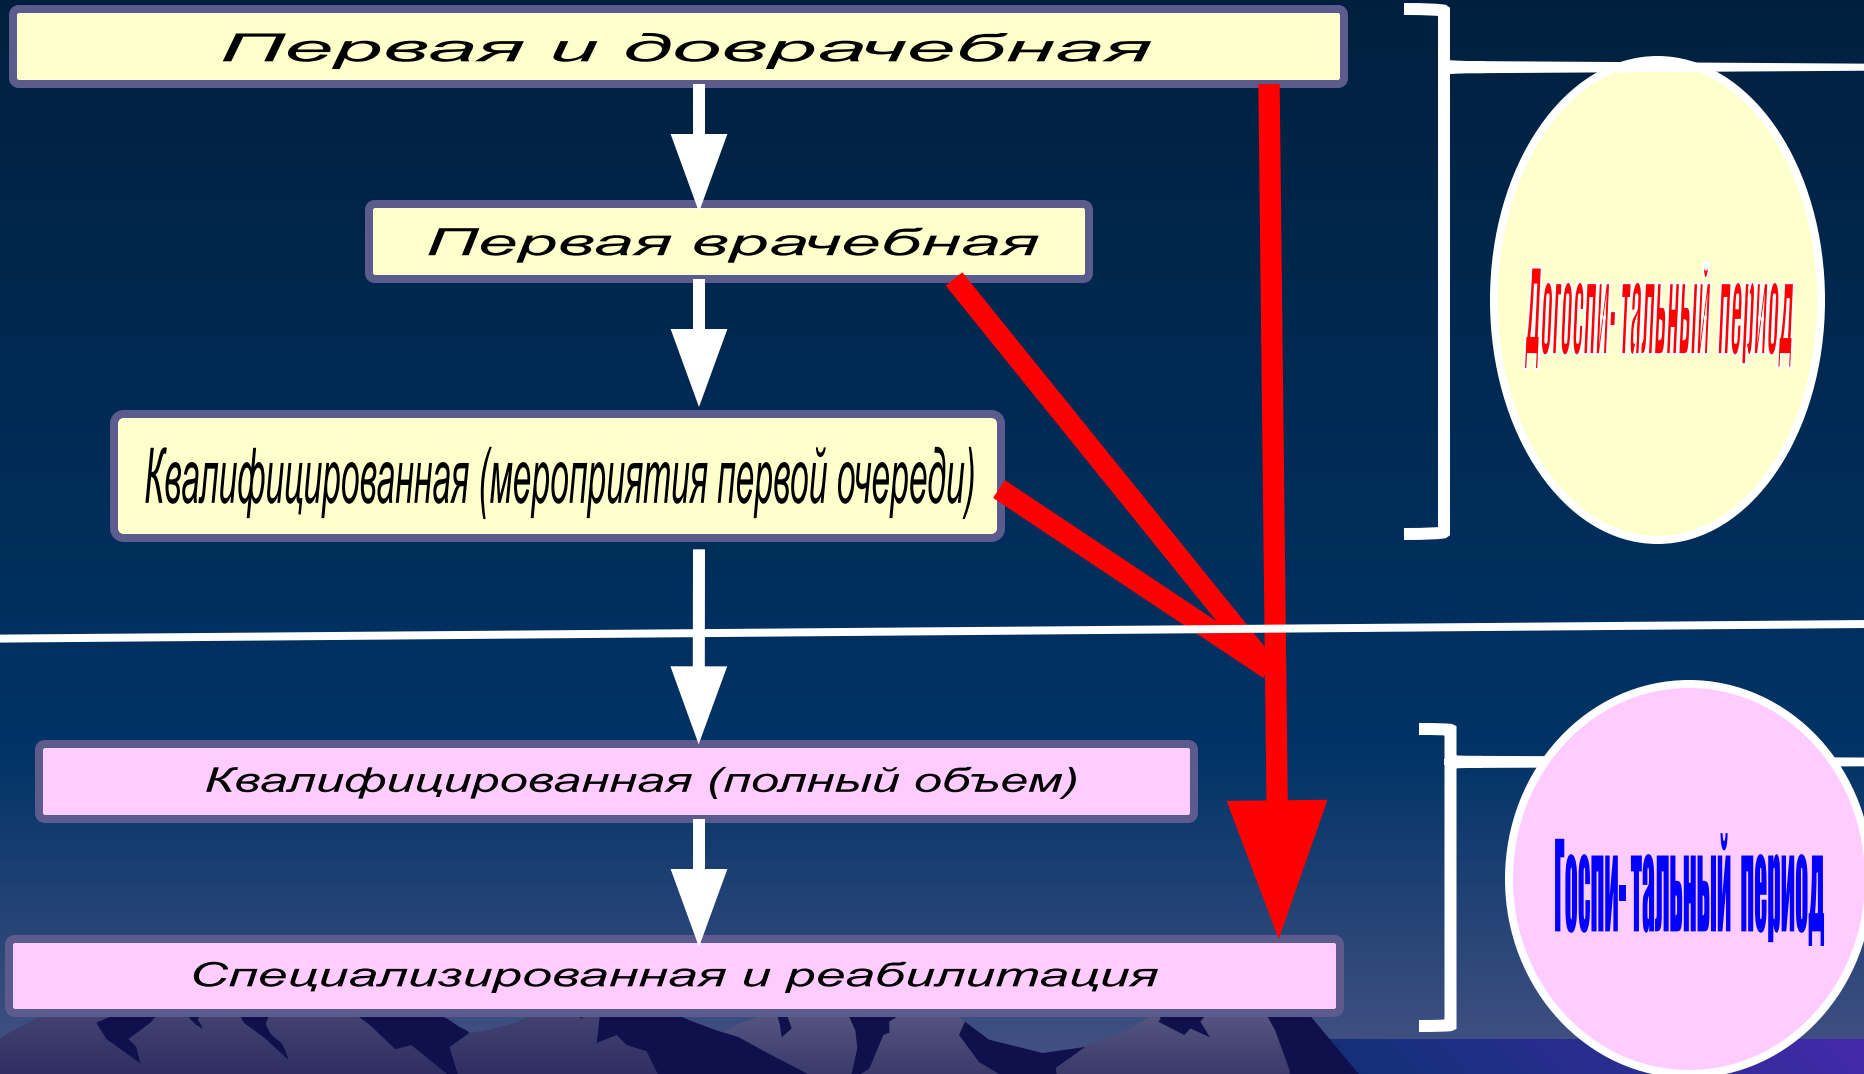 Первая и доврачебная
Первая врачебная
Квалифицированная (мероприятия первой очереди)
Догоспи- тальный период
Квалифицированная (полный объем)
Госпи- тальный период
Специализированная и реабилитация